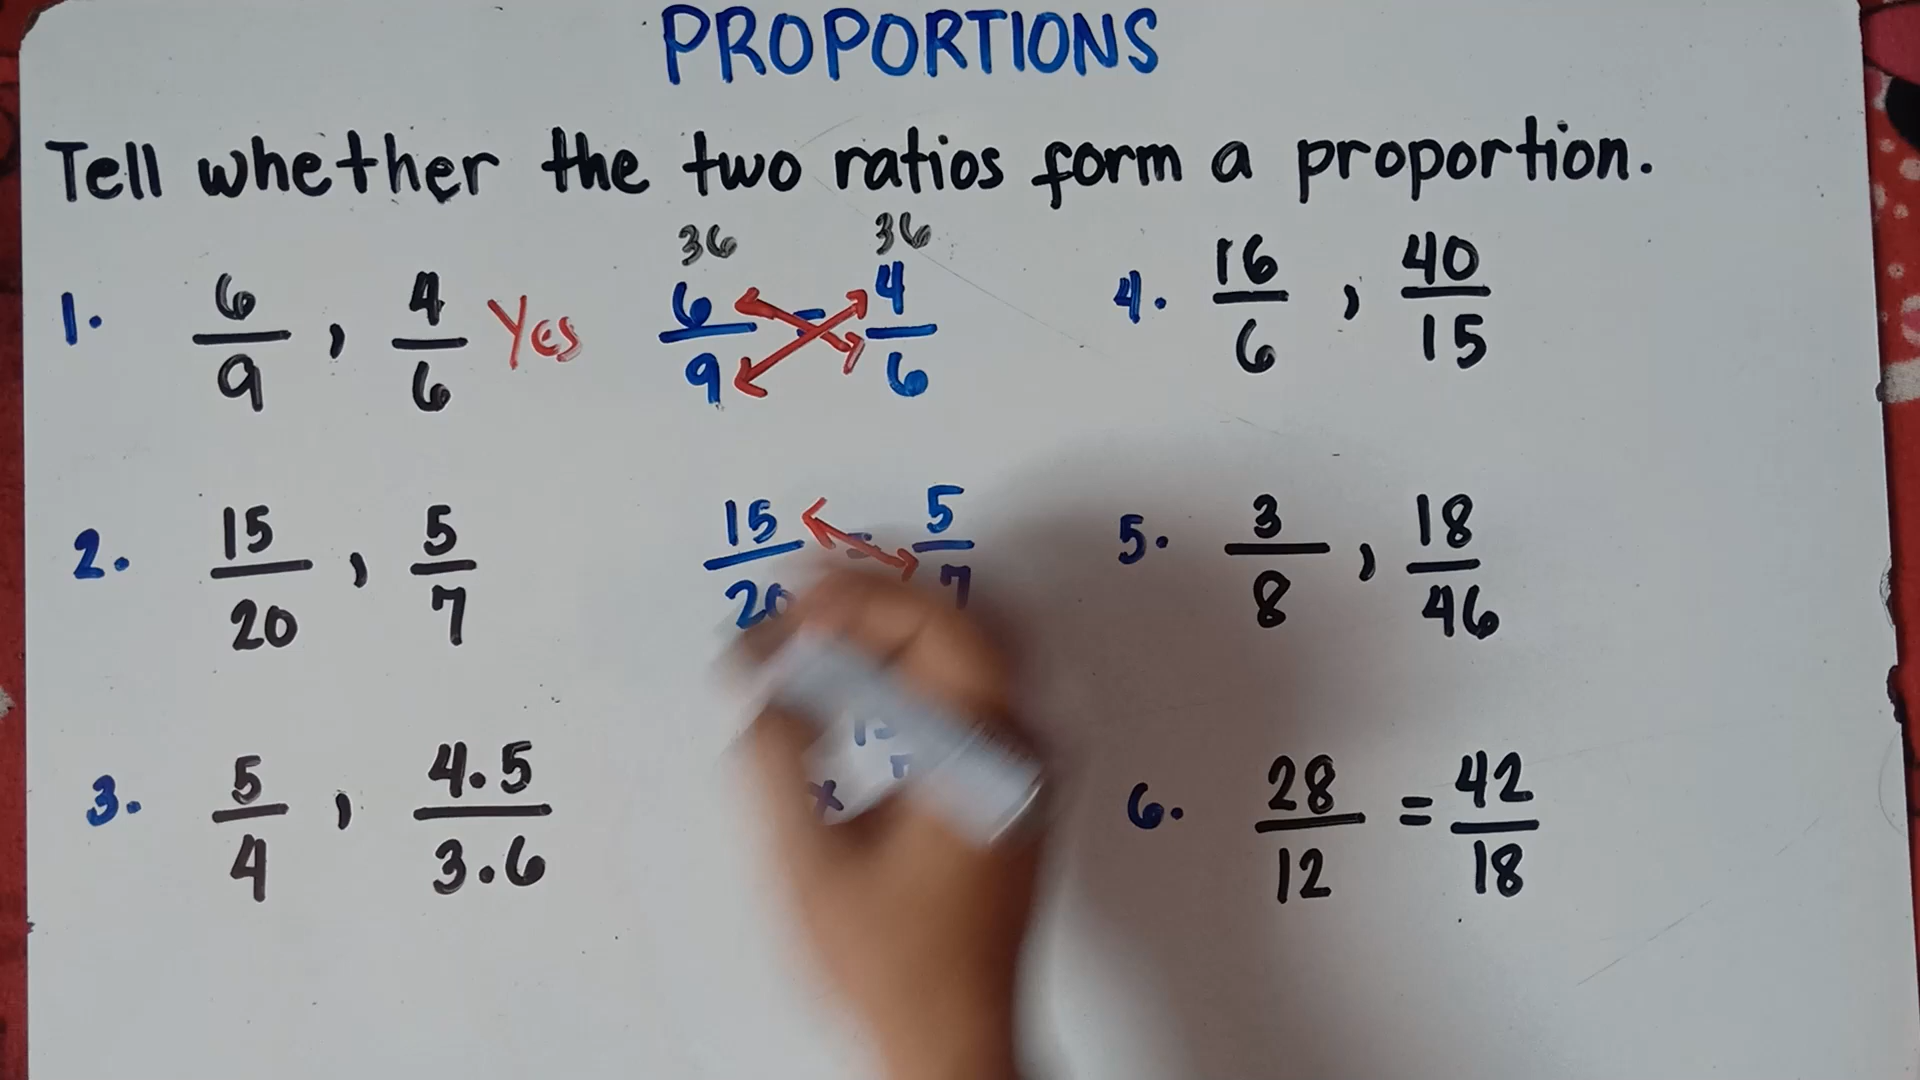 PROPORTIONS
Tell whether the two ratios form a proportion.
1. 6/9 , 4/6 Yes
36 36
6/9 = 4/6
2. 15/20 , 5/7
15/20 = 5/7
3. 5/4 , 4.5/3.6
x
4. 16/6 , 40/15
5. 3/8 , 18/46
6. 28/12 = 42/18